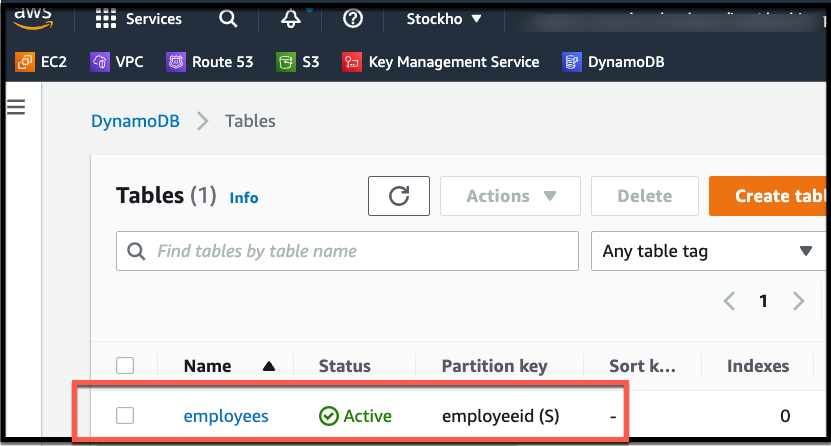 aws Services Stockho
EC2 VPC Route 53 S3 Key Management Service DynamoDB
DynamoDB Tables
Tables (1) Info Actions Delete Create tabl
Find tables by table name Any table tag
1
Name Status Partition key Sort k... Indexes
employees Active employeeid (S) - 0